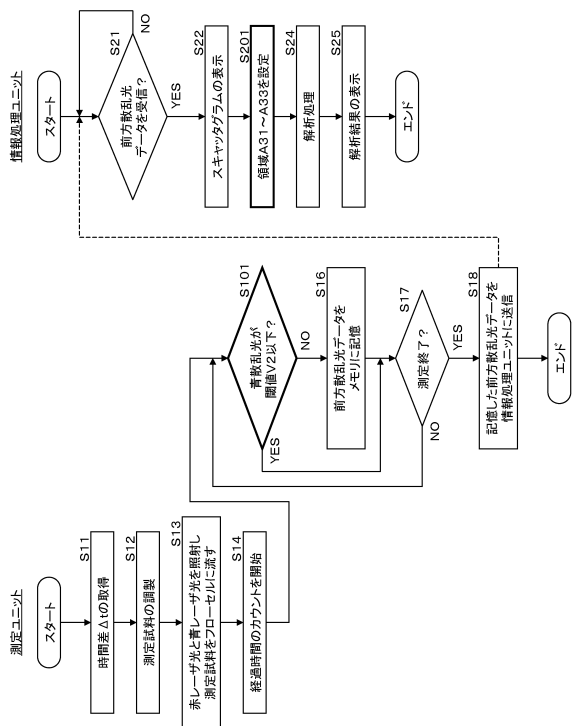 測定ユニット
スタート
S11
時間差Δtの取得
S12
測定試料の調製
S13
赤レーザ光と青レーザ光を照射し
測定試料をフローセルに流す
S14
経過時間のカウントを開始
S101
青散乱光が
閾値V2以下？
YES
NO
S16
前方散乱光データを
メモリに記憶
S17
測定終了？
NO
YES
S18
記憶した前方散乱光データを
情報処理ユニットに送信
エンド
情報処理ユニット
スタート
S21
前方散乱光
データを受信？
NO
YES
S22
スキャッタグラムの表示
S201
領域A31～A33を設定
S24
解析処理
S25
解析結果の表示
エンド